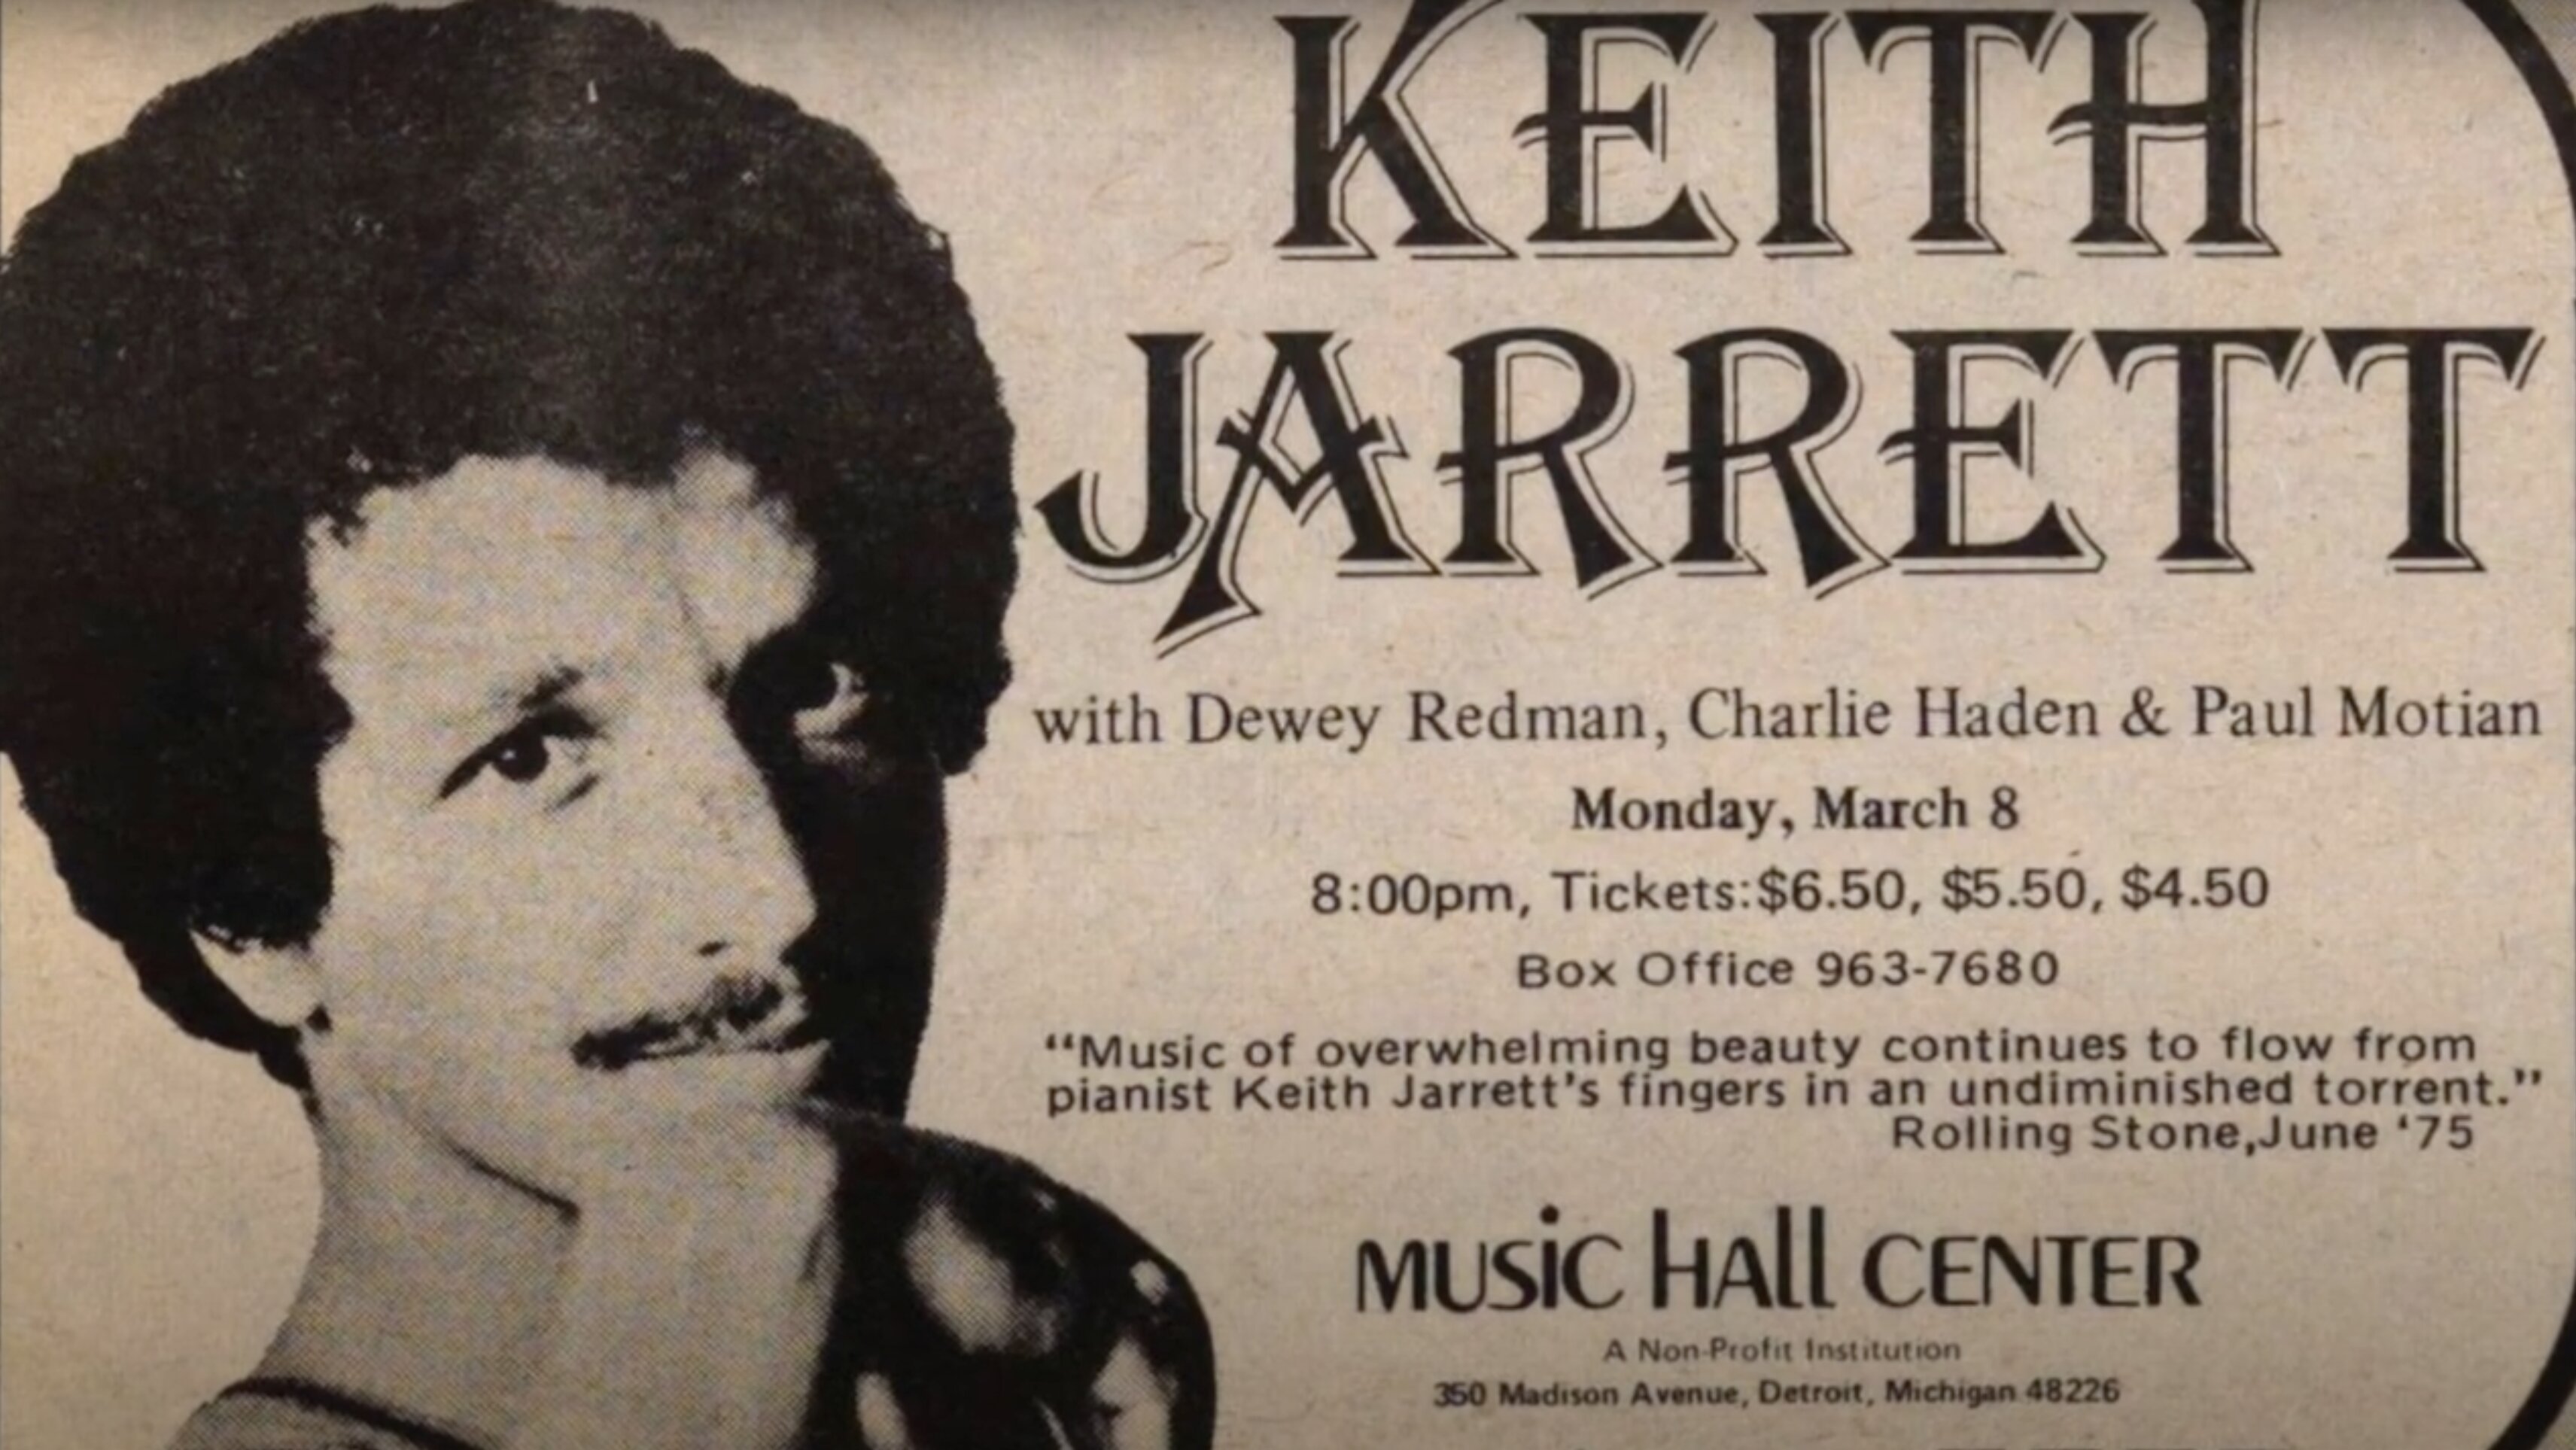 KEITH
JARRETT
with Dewey Redman, Charlie Haden & Paul Motian
Monday, March 8
8:00pm, Tickets:$6.50, $5.50, $4.50
Box Office 963-7680
“Music of overwhelming beauty continues to flow from
pianist Keith Jarrett’s fingers in an undiminished torrent.”
Rolling Stone,June ‘75
MUSiC HAll CENTER
A Non-Profit Institution
350 Madison Avenue, Detroit, Michigan 48226